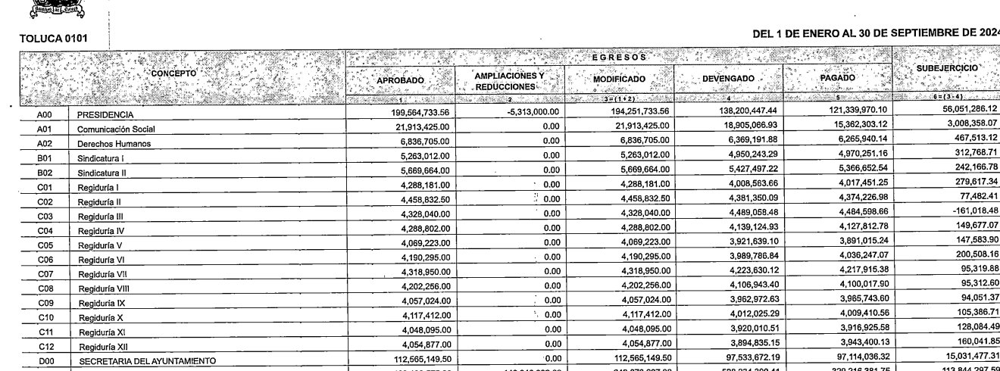 TOLUCA 0101
DEL 1 DE ENERO AL 30 DE SEPTIEMBRE DE 2024
CONCEPTO EGRESOS SUBEJERCICIO
APROBADO AMPLIACIONES Y REDUCCIONES MODIFICADO DEVENGADO PAGADO
1 2 3 = ( 1 + 2 ) 4 5 6 = ( 3 - 4 )
A00 PRESIDENCIA 199,564,733.56 -5,313,000.00 194,251,733.56 138,200,447.44 121,339,970.10 56,051,286.12
A01 Comunicación Social 21,913,425.00 0.00 21,913,425.00 18,905,066.93 15,362,303.12 3,008,358.07
A02 Derechos Humanos 6,836,705.00 0.00 6,836,705.00 6,369,191.88 6,265,940.14 467,513.12
B01 Sindicatura I 5,263,012.00 0.00 5,263,012.00 4,950,243.29 4,970,251.16 312,768.71
B02 Sindicatura II 5,669,664.00 0.00 5,669,664.00 5,427,497.22 5,366,652.54 242,166.78
C01 Regiduría I 4,288,181.00 0.00 4,288,181.00 4,008,563.66 4,017,451.25 279,617.34
C02 Regiduría II 4,458,832.50 0.00 4,458,832.50 4,381,350.09 4,374,226.98 77,482.41
C03 Regiduría III 4,328,040.00 0.00 4,328,040.00 4,489,058.48 4,484,598.66 -161,018.48
C04 Regiduría IV 4,288,802.00 0.00 4,288,802.00 4,139,124.93 4,127,812.78 149,677.07
C05 Regiduría V 4,069,223.00 0.00 4,069,223.00 3,921,639.10 3,891,015.24 147,583.90
C06 Regiduría VI 4,190,295.00 0.00 4,190,295.00 3,989,786.84 4,036,247.07 200,508.16
C07 Regiduría VII 4,318,950.00 0.00 4,318,950.00 4,223,630.12 4,217,915.38 95,319.88
C08 Regiduría VIII 4,202,256.00 0.00 4,202,256.00 4,106,943.40 4,100,017.90 95,312.60
C09 Regiduría IX 4,057,024.00 0.00 4,057,024.00 3,962,972.63 3,965,743.60 94,051.37
C10 Regiduría X 4,117,412.00 0.00 4,117,412.00 4,012,025.29 4,009,410.56 105,386.71
C11 Regiduría XI 4,048,095.00 0.00 4,048,095.00 3,920,010.51 3,916,925.58 128,084.49
C12 Regiduría XII 4,054,877.00 0.00 4,054,877.00 3,894,835.15 3,943,400.13 160,041.85
D00 SECRETARIA DEL AYUNTAMIENTO 112,565,149.50 0.00 112,565,149.50 97,533,672.19 97,114,036.32 15,031,477.31